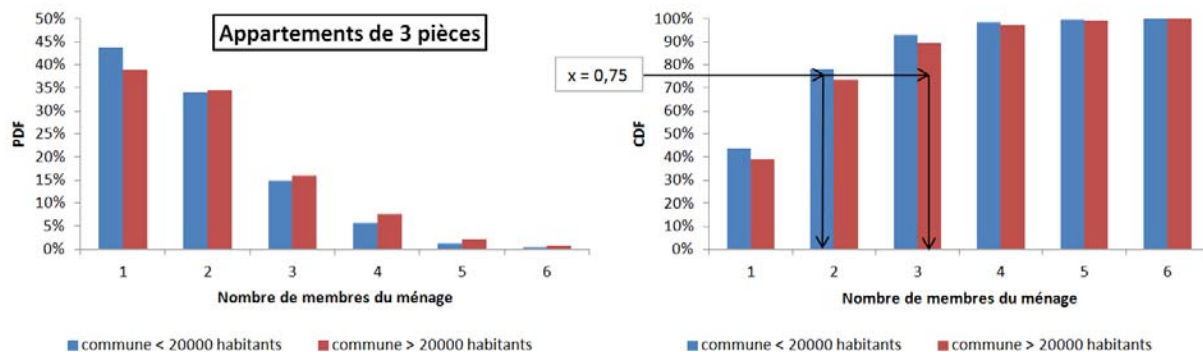 50%
45%
40%
35%
30%
25%
20%
15%
10%
5%
0%
PDF
Appartements de 3 pièces
1 2 3 4 5 6
Nombre de membres du ménage
commune < 20000 habitants commune > 20000 habitants
x = 0,75
100%
90%
80%
70%
60%
50%
40%
30%
20%
10%
0%
CDF
1 2 3 4 5 6
Nombre de membres du ménage
commune < 20000 habitants commune > 20000 habitants